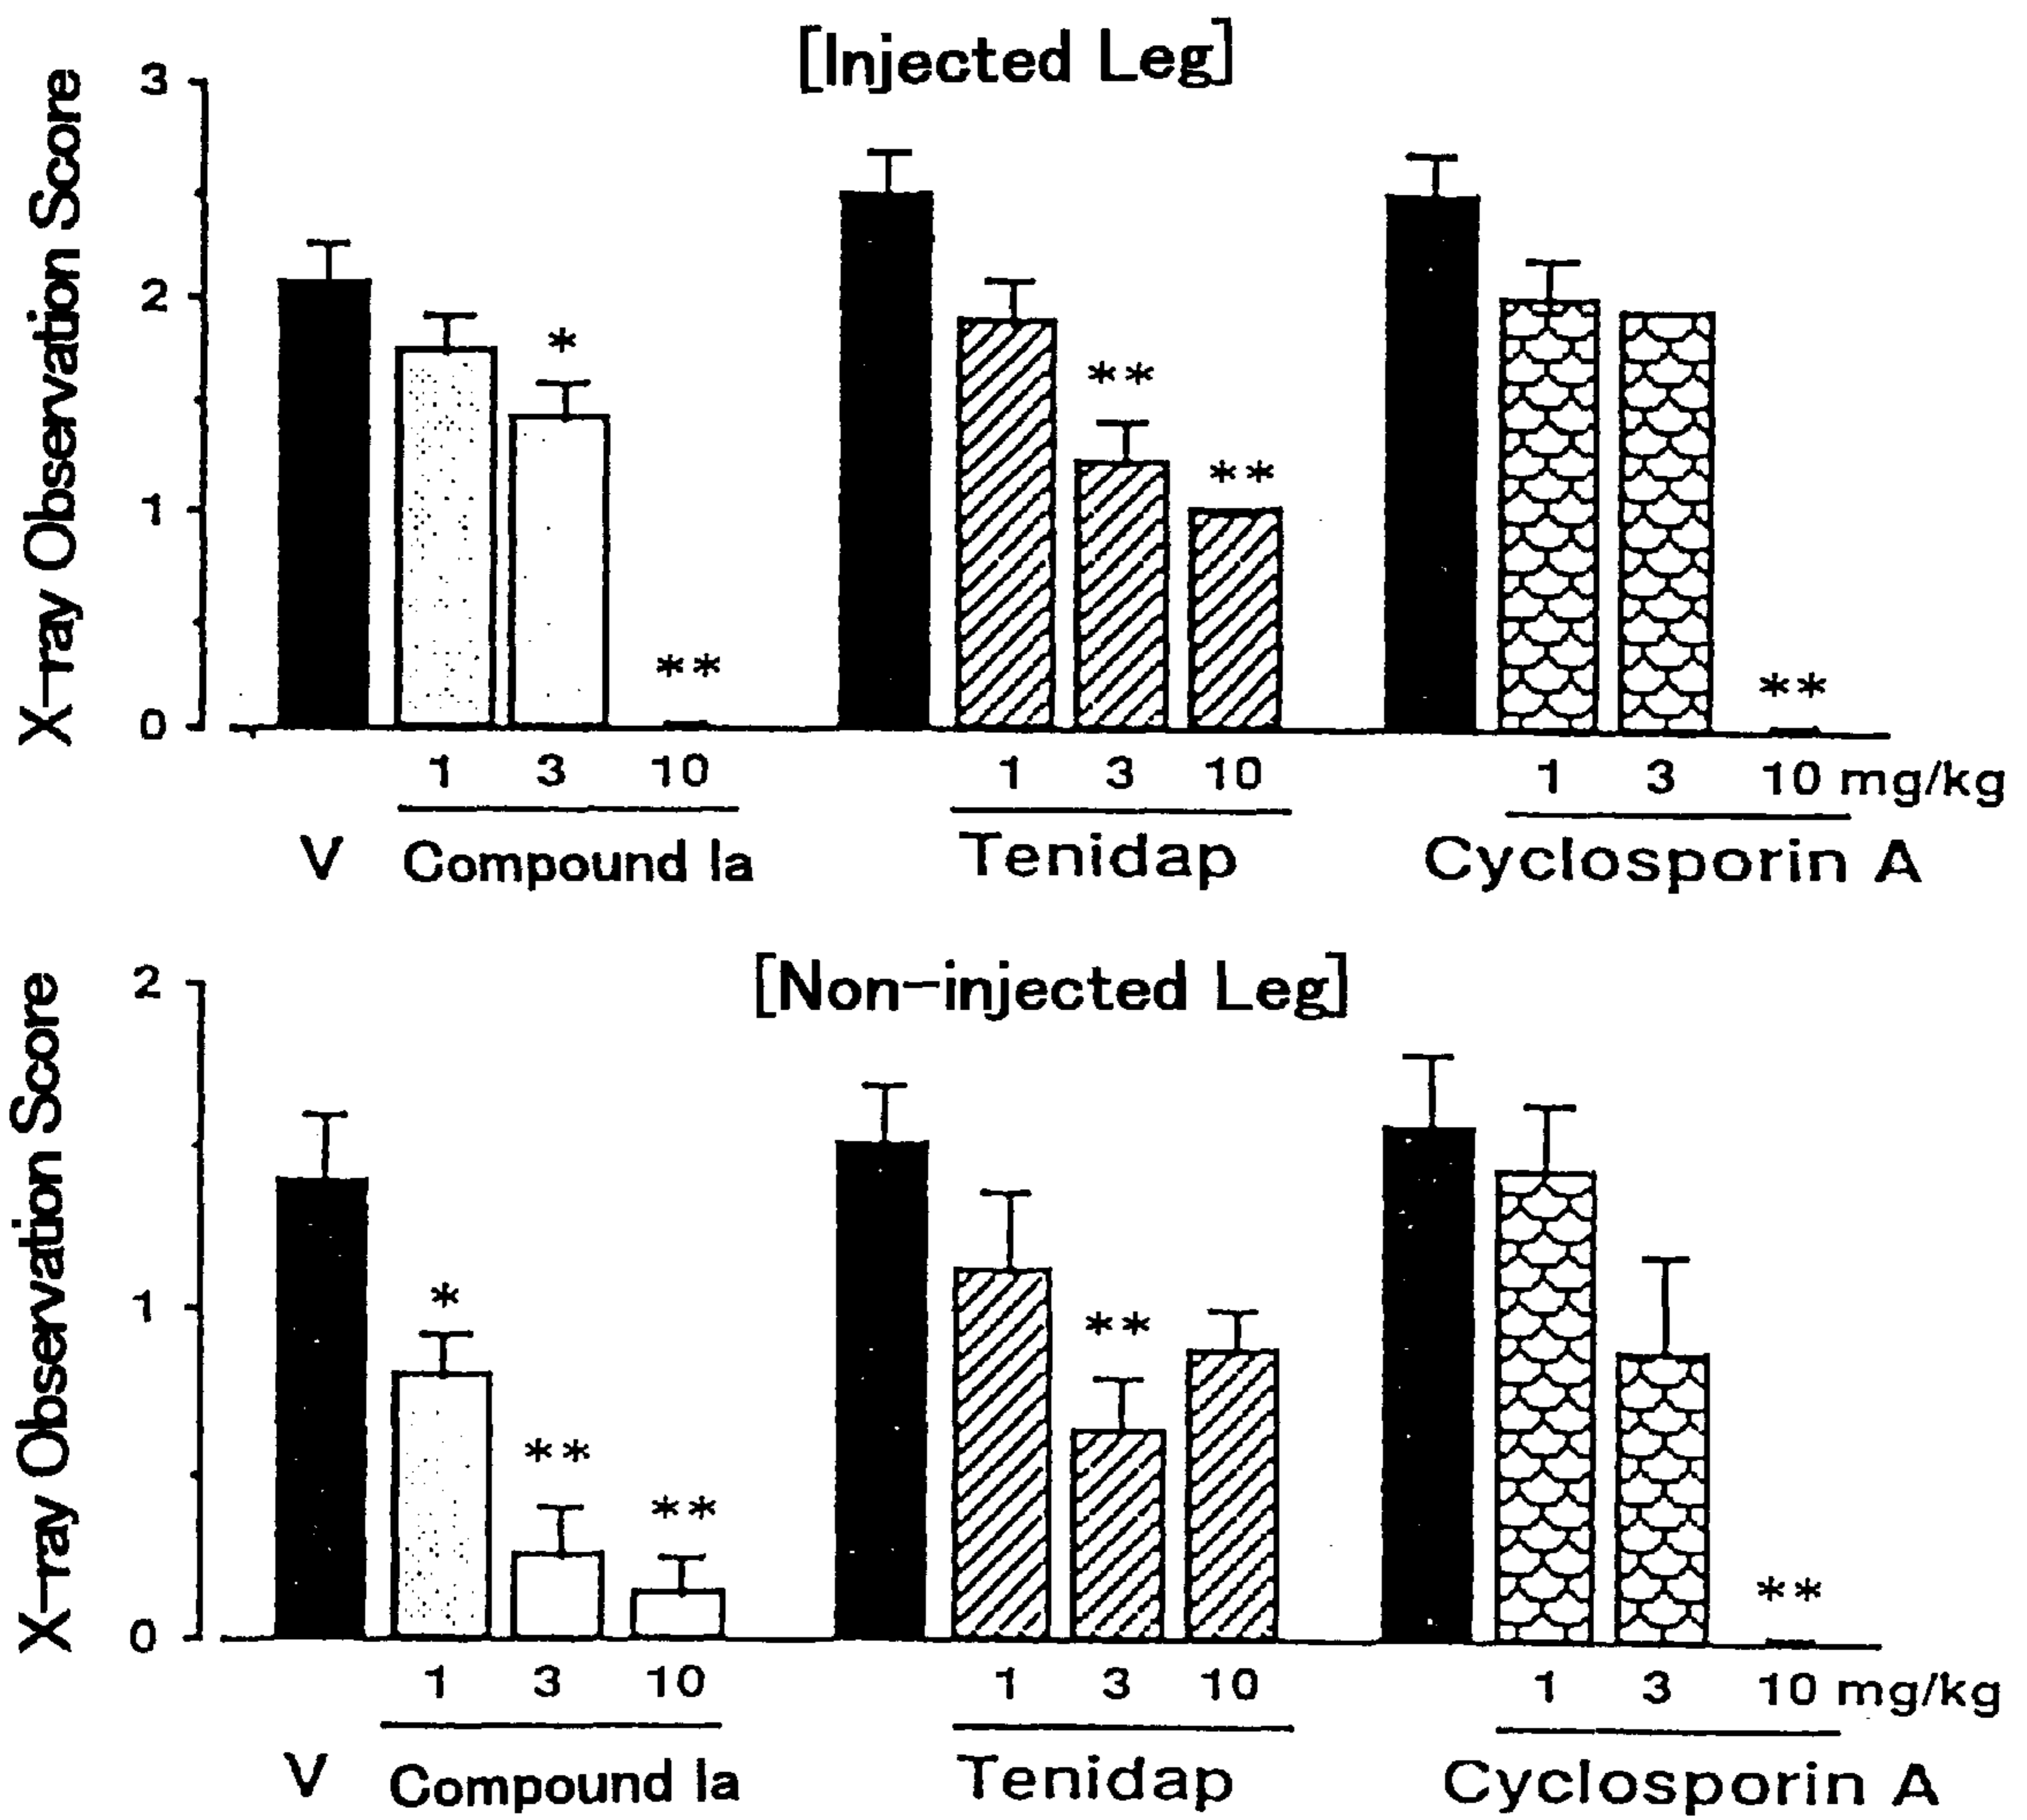 [Injected Leg]
X-ray Observation Score
3
2
1
0
* ** ** ** **
1 3 10 1 3 10 1 3 10 mg/kg
V Compound Ia Tenidap Cyclosporin A
[Non-injected Leg]
X-ray Observation Score
2
1
0
* ** ** ** **
1 3 10 1 3 10 1 3 10 mg/kg
V Compound Ia Tenidap Cyclosporin A